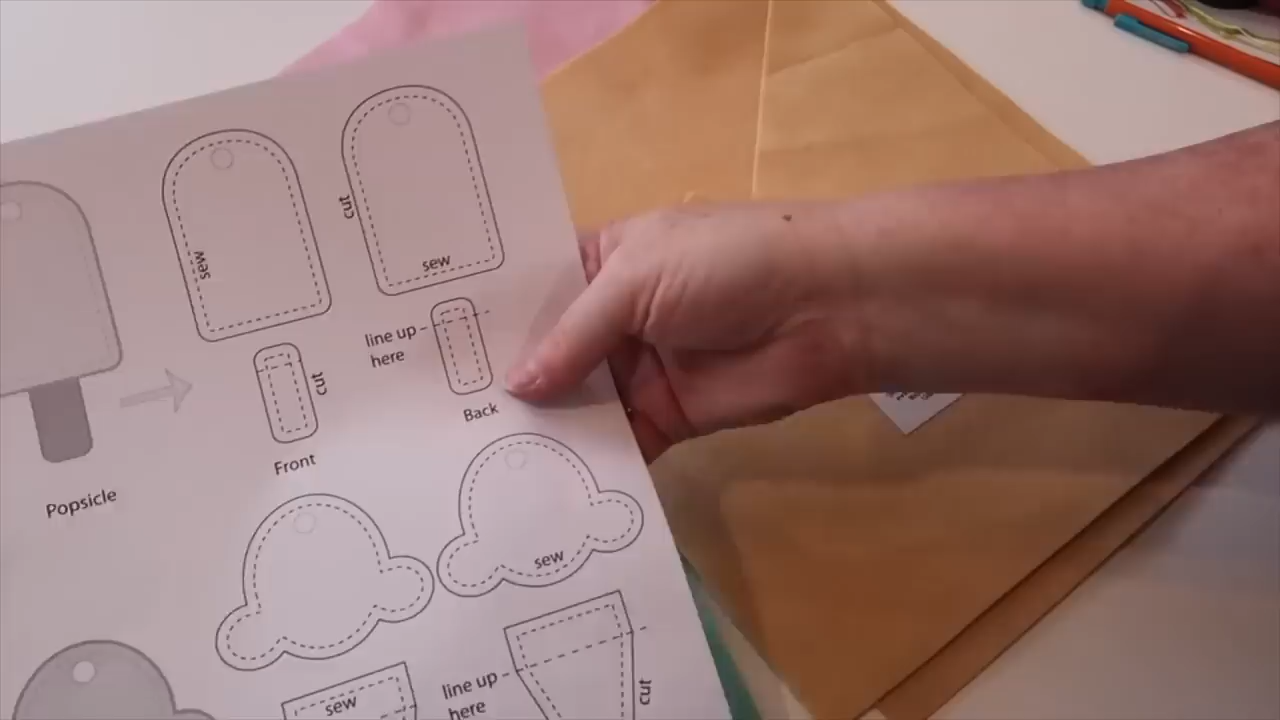 cut
sew
sew
line up
here
cut
Back
Front
Popsicle
sew
line up
here
sew
cut